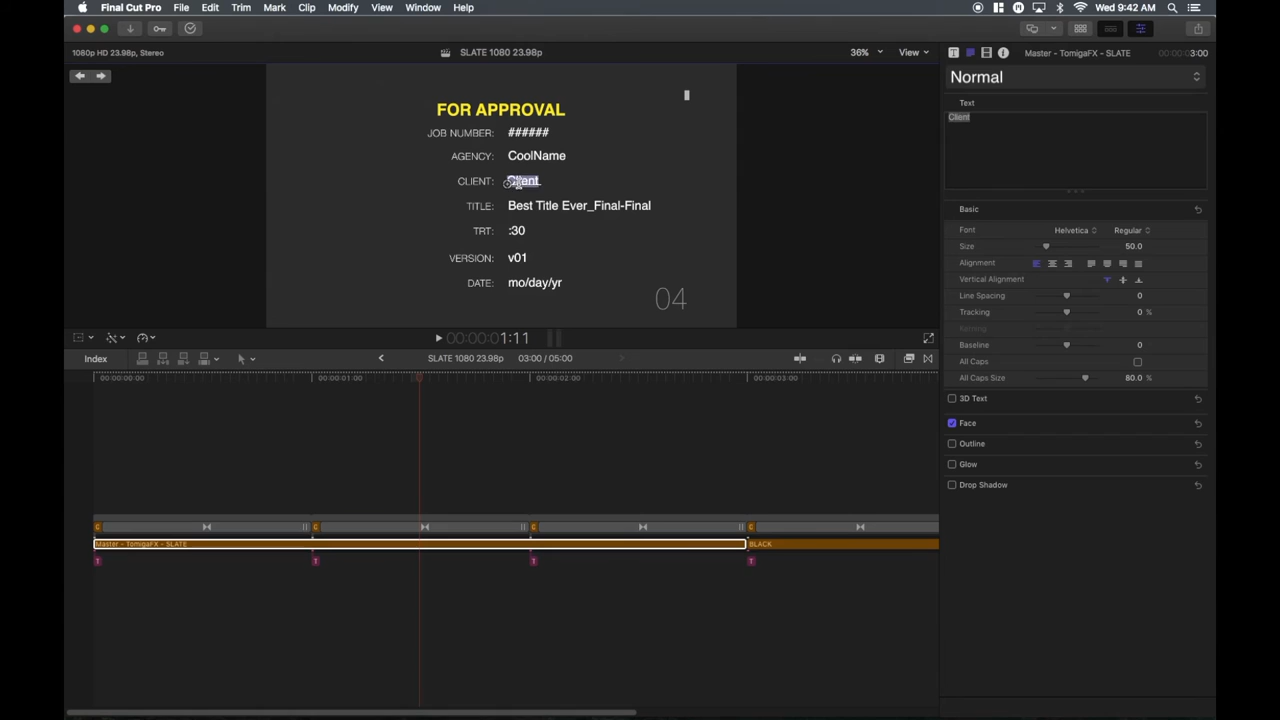 Final Cut Pro File Edit Trim Mark Clip Modify View Window Help Wed 9:42 AM
1080p HD 23.98p, Stereo SLATE 1080 23.98p 36% View Master - TomigaFX - SLATE 00:00:03:00
Normal
Text
Client
FOR APPROVAL
JOB NUMBER: ######
AGENCY: CoolName
CLIENT: Client
TITLE: Best Title Ever_Final-Final
TRT: :30
VERSION: v01
DATE: mo/day/yr
04
Basic
Font Helvetica Regular
Size 50.0
Alignment
Vertical Alignment
Line Spacing 0
Tracking 0 %
Kerning
Baseline 0
All Caps
All Caps Size 80.0 %
3D Text
Face
Outline
Glow
Drop Shadow
00:00:01:11
Index SLATE 1080 23.98p 03:00 / 05:00
00:00:00:00 00:00:01:00 00:00:02:00 00:00:03:00
C C C C
Master - TomigaFX - SLATE BLACK
T T T T